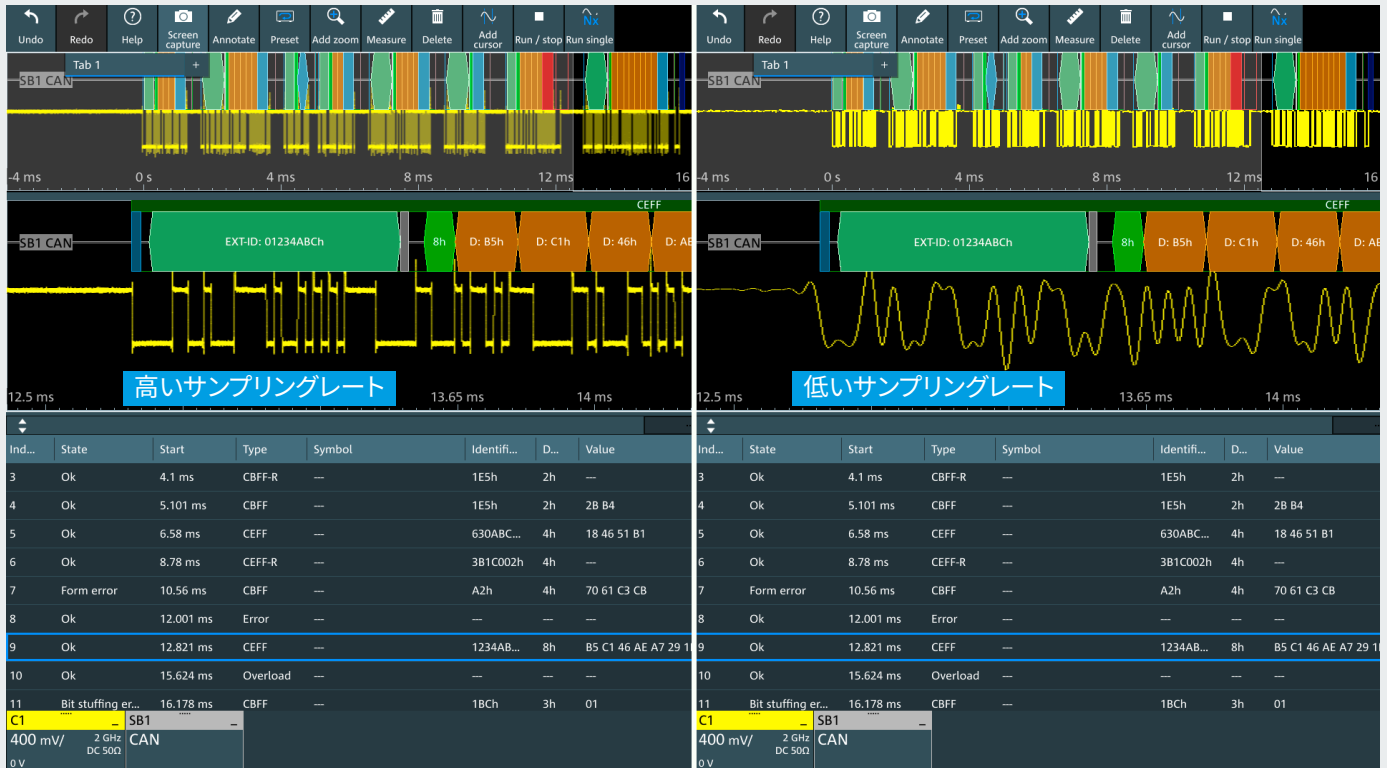 Undo Redo Help Screen capture Annotate Preset Add zoom Measure Delete Add cursor Run / stop Run single
Tab 1 +
SB1 CAN
-4 ms 0 s 4 ms 8 ms 12 ms 16
CEFF
SB1 CAN EXT-ID: 01234ABCh 8h D: B5h D: C1h D: 46h D: AE
高いサンプリングレート
12.5 ms 13.65 ms 14 ms
Ind... State Start Type Symbol Identifi... D... Value
3 Ok 4.1 ms CBFF-R --- 1E5h 2h ---
4 Ok 5.101 ms CBFF --- 1E5h 2h 2B B4
5 Ok 6.58 ms CEFF --- 630ABC... 4h 18 46 51 B1
6 Ok 8.78 ms CEFF-R --- 3B1C002h 4h ---
7 Form error 10.56 ms CBFF --- A2h 4h 70 61 C3 CB
8 Ok 12.001 ms Error --- --- --- ---
9 Ok 12.821 ms CEFF --- 1234AB... 8h B5 C1 46 AE A7 29
10 Ok 15.624 ms Overload --- --- --- ---
11 Bit stuffing er... 16.178 ms CBFF --- 1BCh 3h 01
C1 SB1
400 mV/ 2 GHz CAN
DC 50Ω
0 V
Undo Redo Help Screen capture Annotate Preset Add zoom Measure Delete Add cursor Run / stop Run single
Tab 1 +
SB1 CAN
-4 ms 0 s 4 ms 8 ms 12 ms 16
CEFF
SB1 CAN EXT-ID: 01234ABCh 8h D: B5h D: C1h D: 46h D: AE
低いサンプリングレート
12.5 ms 13.65 ms 14 ms
Ind... State Start Type Symbol Identifi... D... Value
3 Ok 4.1 ms CBFF-R --- 1E5h 2h ---
4 Ok 5.101 ms CBFF --- 1E5h 2h 2B B4
5 Ok 6.58 ms CEFF --- 630ABC... 4h 18 46 51 B1
6 Ok 8.78 ms CEFF-R --- 3B1C002h 4h ---
7 Form error 10.56 ms CBFF --- A2h 4h 70 61 C3 CB
8 Ok 12.001 ms Error --- --- --- ---
9 Ok 12.821 ms CEFF --- 1234AB... 8h B5 C1 46 AE A7 29
10 Ok 15.624 ms Overload --- --- --- ---
11 Bit stuffing er... 16.178 ms CBFF --- 1BCh 3h 01
C1 SB1
400 mV/ 2 GHz CAN
DC 50Ω
0 V